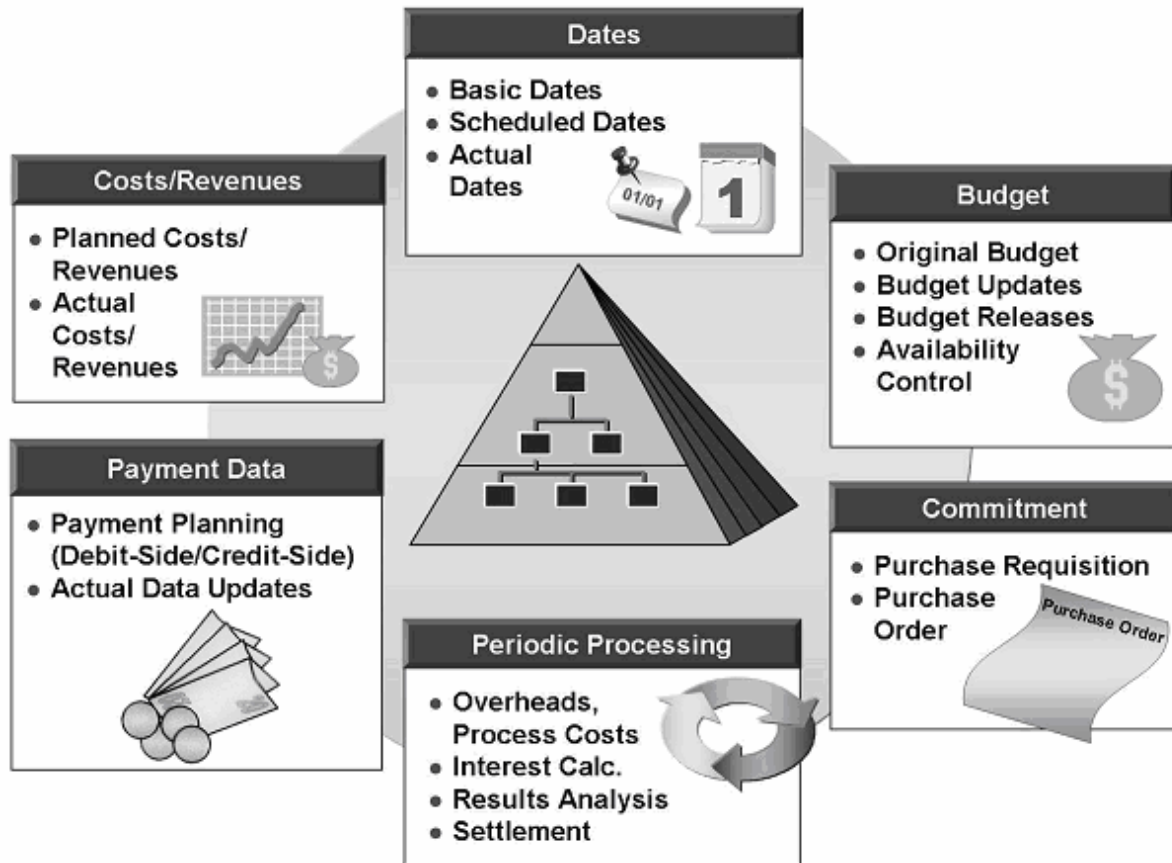 Dates
• Basic Dates
• Scheduled Dates
• Actual
Dates
01/01
1
Costs/Revenues
• Planned Costs/
Revenues
• Actual
Costs/
Revenues
$
Budget
• Original Budget
• Budget Updates
• Budget Releases
• Availability
Control
$
Payment Data
• Payment Planning
(Debit-Side/Credit-Side)
• Actual Data Updates
Commitment
• Purchase Requisition
• Purchase
Order
Purchase Order
Periodic Processing
• Overheads,
Process Costs
• Interest Calc.
• Results Analysis
• Settlement